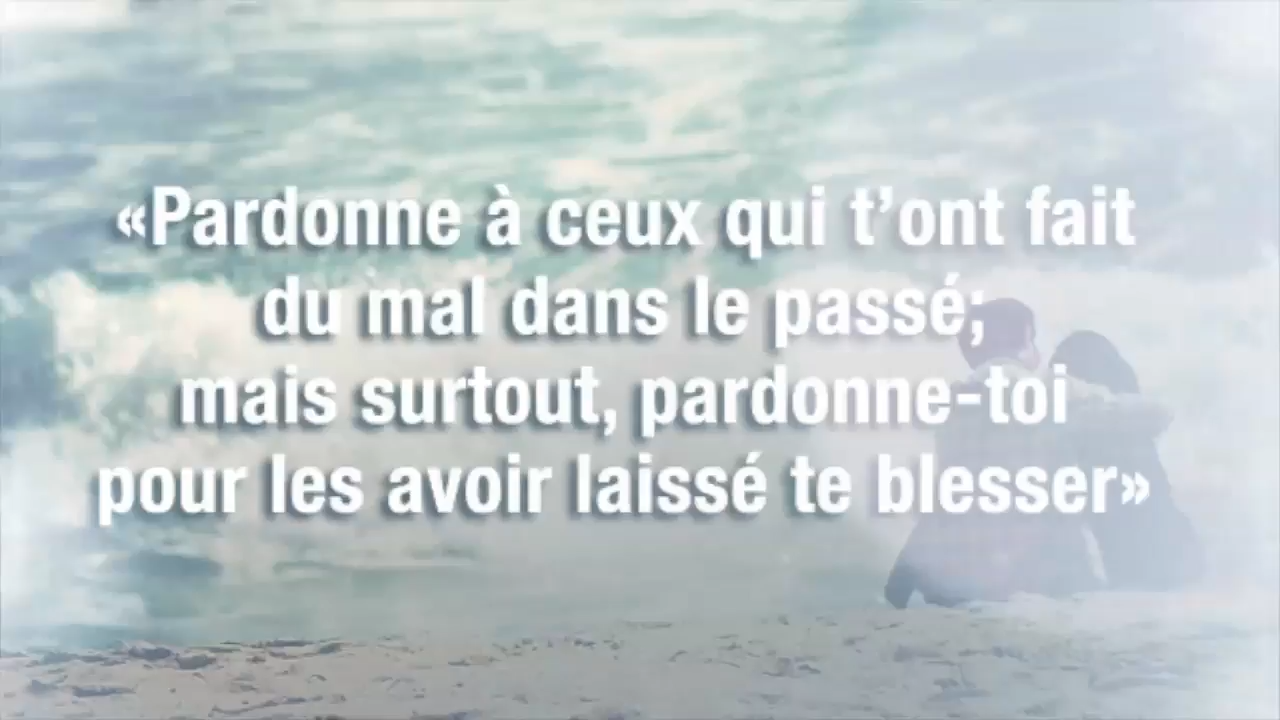 «Pardonne à ceux qui t’ont fait
du mal dans le passé;
mais surtout, pardonne-toi
pour les avoir laissé te blesser»